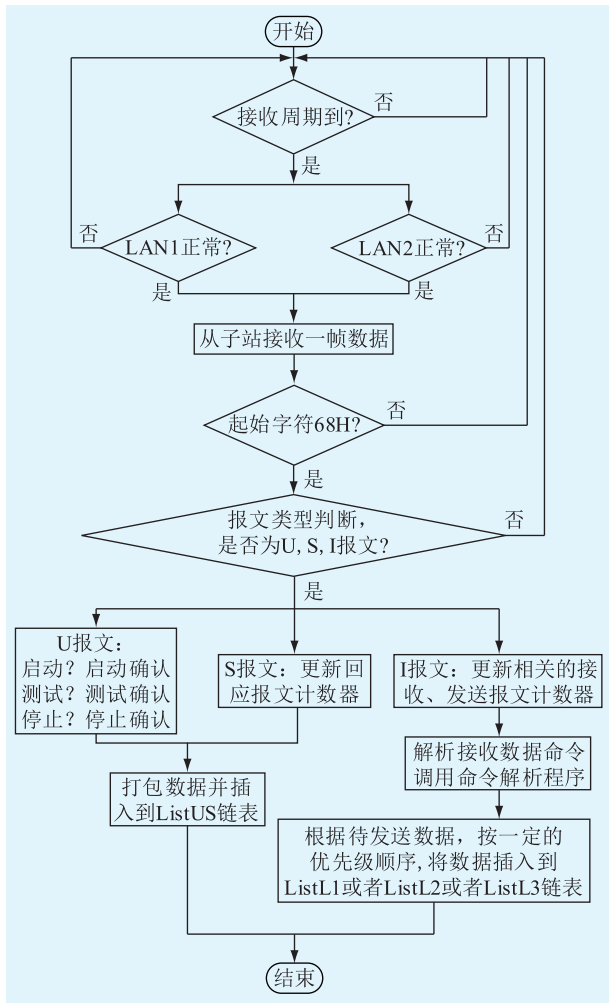 开始
接收周期到?
否
是
否
LAN1正常?
LAN2正常?
否
是
是
从子站接收一帧数据
起始字符68H?
否
是
报文类型判断,
是否为U, S, I报文?
否
是
U报文:
启动? 启动确认
测试? 测试确认
停止? 停止确认
S报文: 更新回
应报文计数器
I报文: 更新相关的接
收、发送报文计数器
解析接收数据命令
调用命令解析程序
打包数据并插
入到ListUS链表
根据待发送数据, 按一定的
优先级顺序, 将数据插入到
ListL1或者ListL2或者ListL3链表
结束